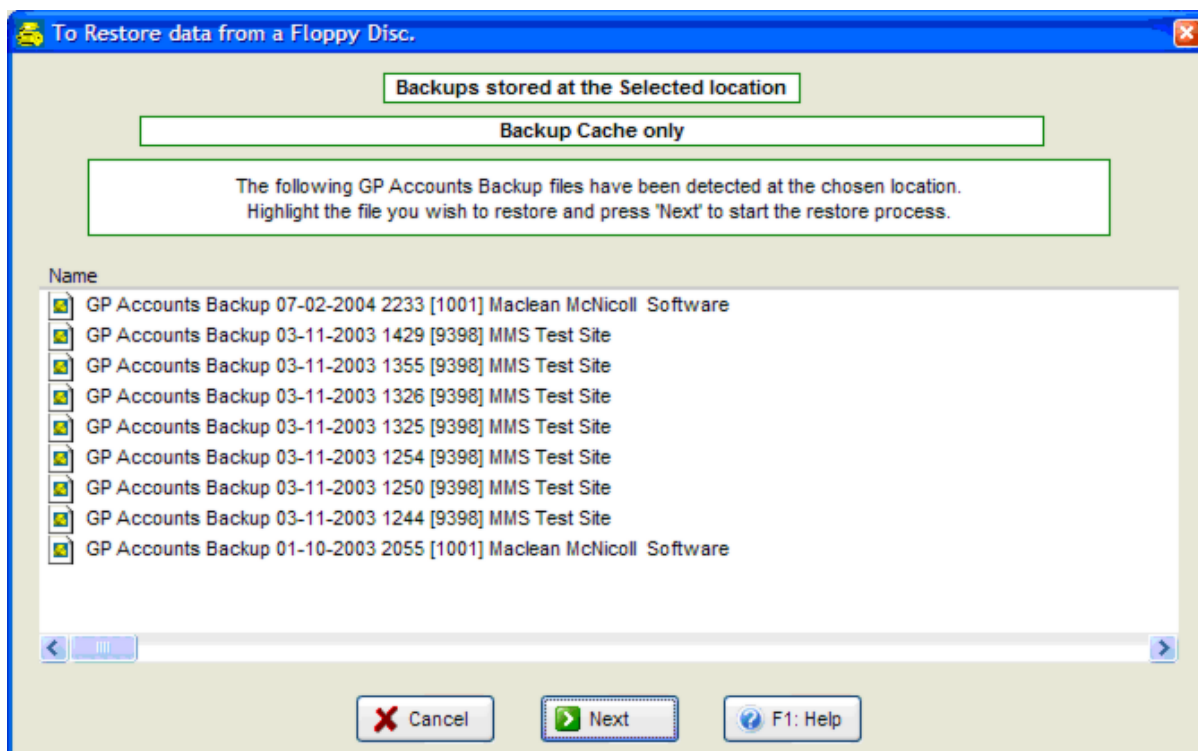 To Restore data from a Floppy Disc.
Backups stored at the Selected location
Backup Cache only
The following GP Accounts Backup files have been detected at the chosen location.
Highlight the file you wish to restore and press 'Next' to start the restore process.
Name
GP Accounts Backup 07-02-2004 2233 [1001] Maclean McNicoll  Software
GP Accounts Backup 03-11-2003 1429 [9398] MMS Test Site
GP Accounts Backup 03-11-2003 1355 [9398] MMS Test Site
GP Accounts Backup 03-11-2003 1326 [9398] MMS Test Site
GP Accounts Backup 03-11-2003 1325 [9398] MMS Test Site
GP Accounts Backup 03-11-2003 1254 [9398] MMS Test Site
GP Accounts Backup 03-11-2003 1250 [9398] MMS Test Site
GP Accounts Backup 03-11-2003 1244 [9398] MMS Test Site
GP Accounts Backup 01-10-2003 2055 [1001] Maclean McNicoll  Software
Cancel Next F1: Help